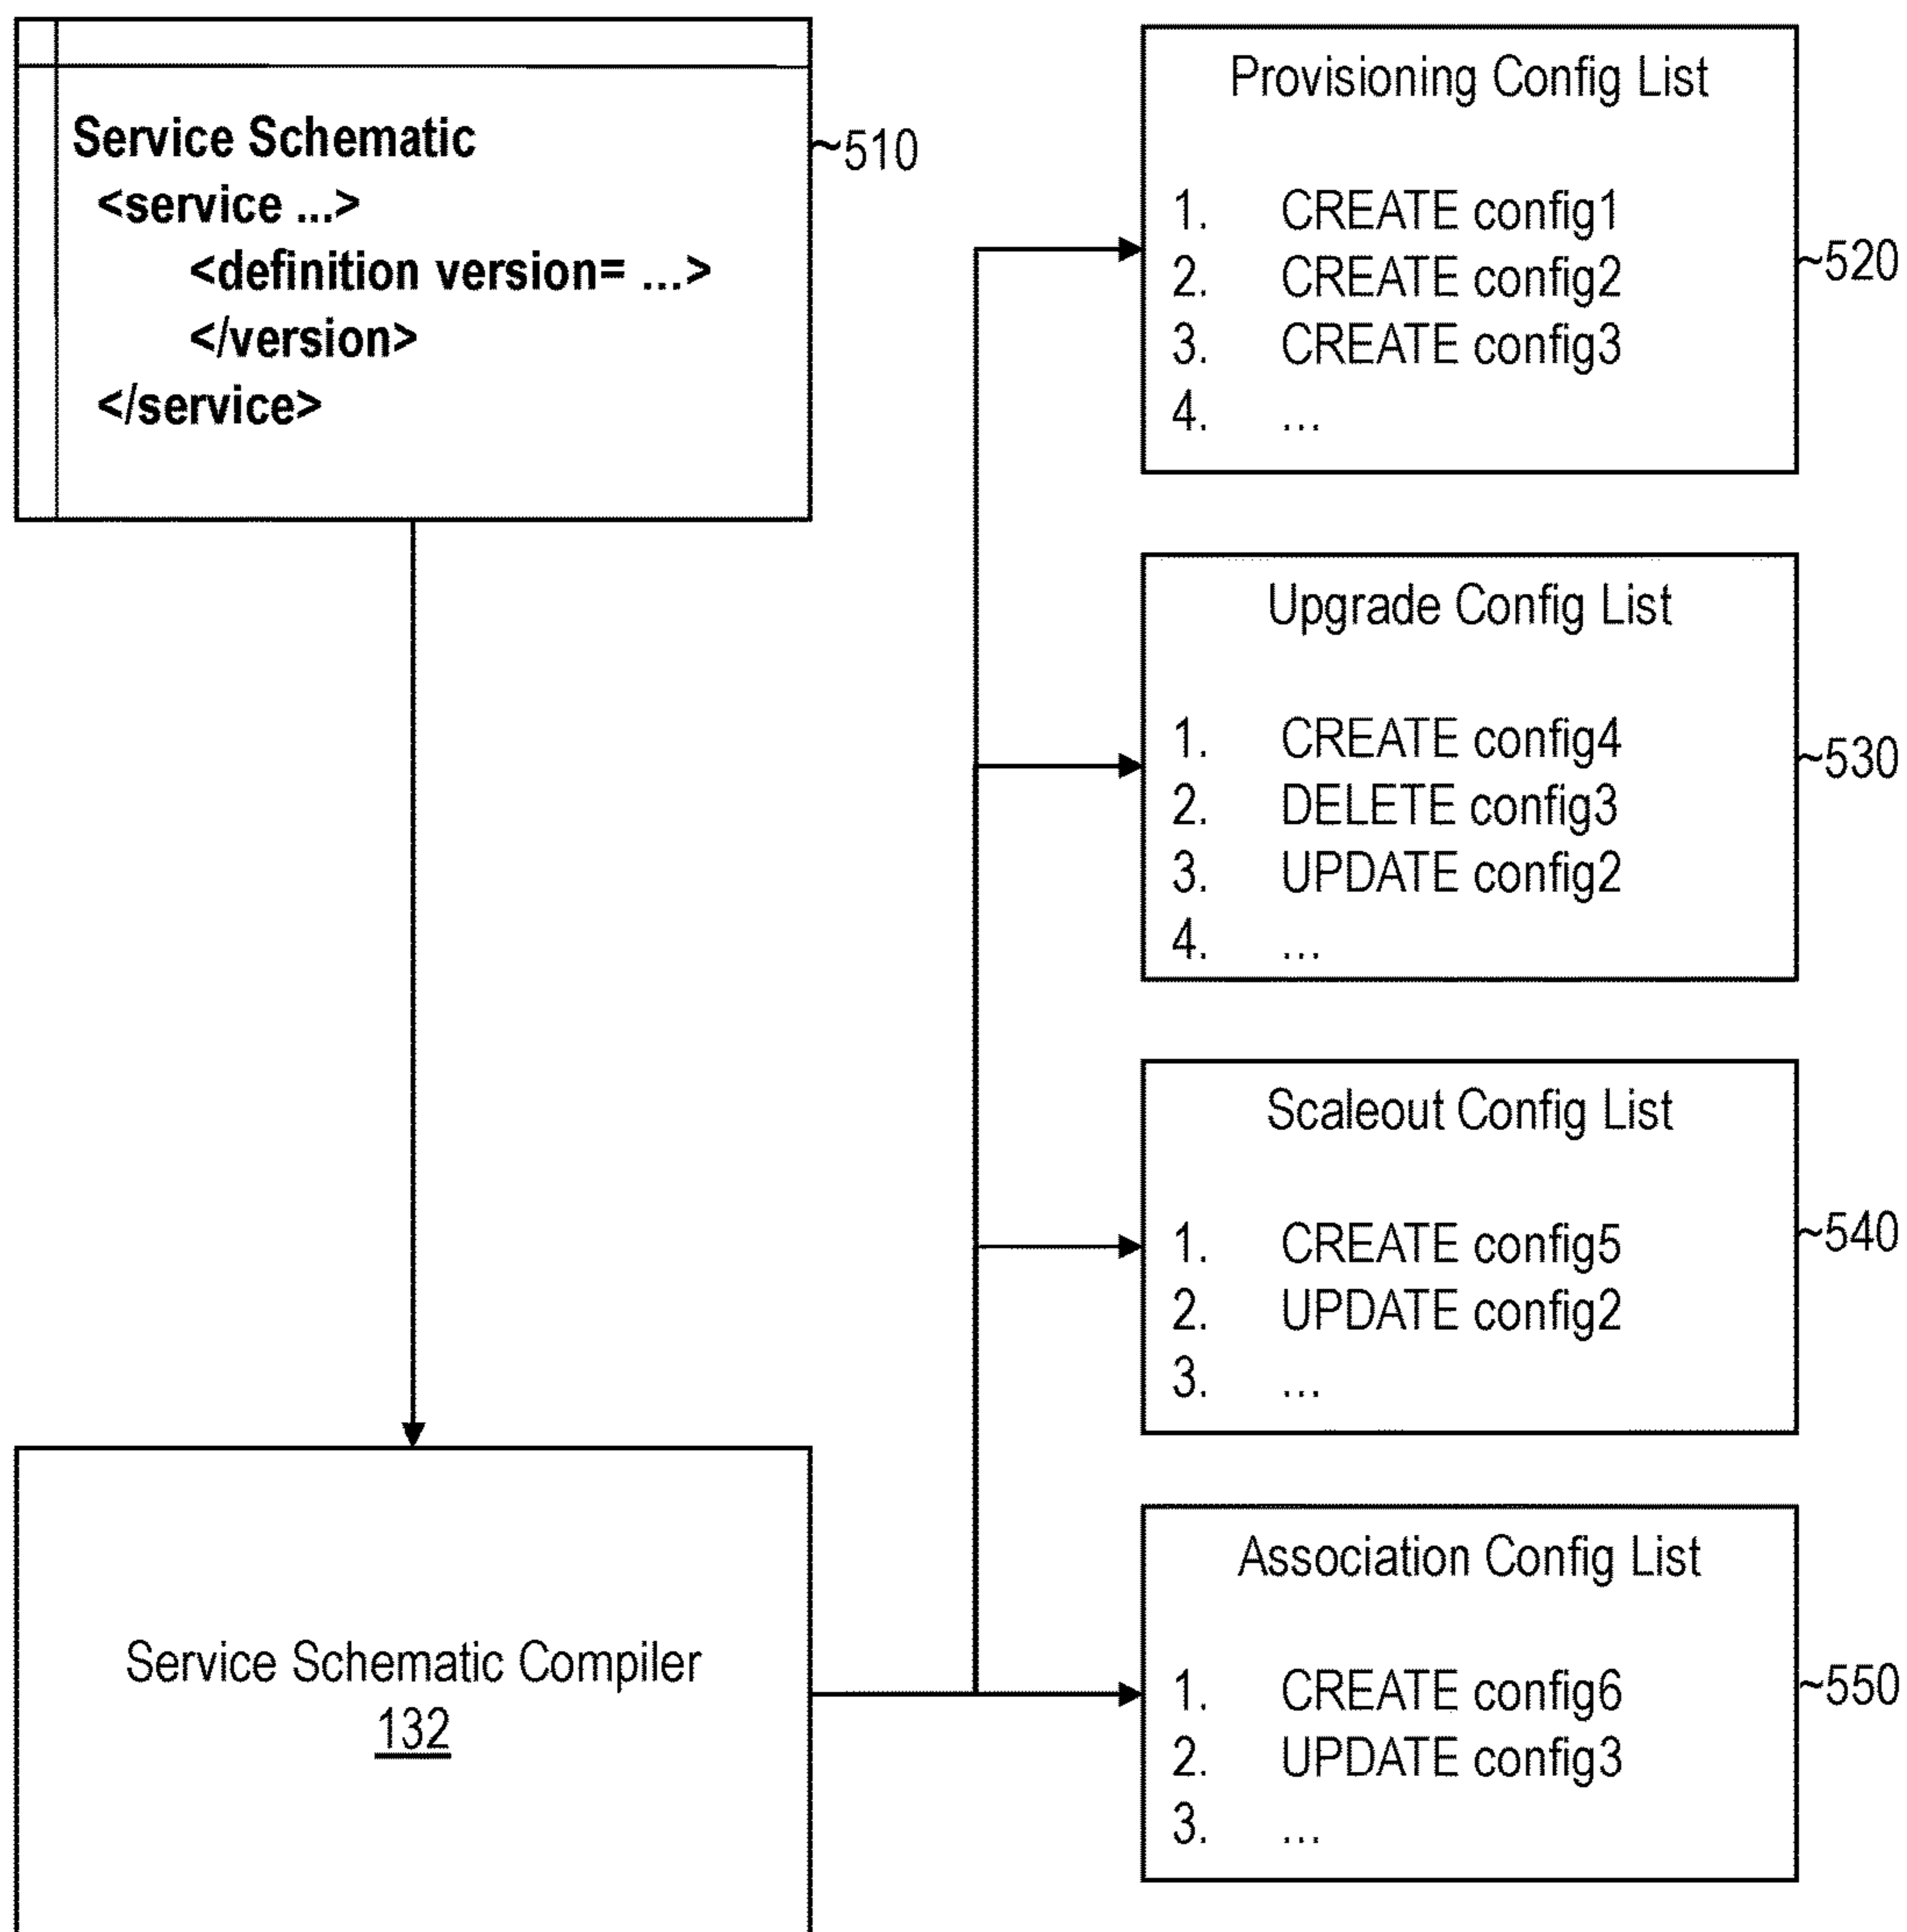 Service Schematic
<service ...>
<definition version= ...>
</version>
</service>
~510
Provisioning Config List
1. CREATE config1
2. CREATE config2
3. CREATE config3
4. ...
~520
Upgrade Config List
1. CREATE config4
2. DELETE config3
3. UPDATE config2
4. ...
~530
Scaleout Config List
1. CREATE config5
2. UPDATE config2
3. ...
~540
Service Schematic Compiler
132
Association Config List
1. CREATE config6
2. UPDATE config3
3. ...
~550